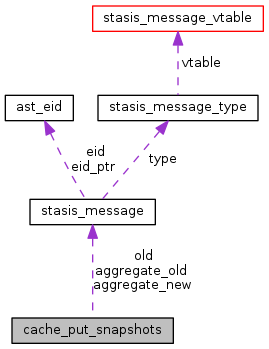 stasis_message_vtable
vtable
ast_eid
stasis_message_type
eid
eid_ptr
type
stasis_message
old
aggregate_old
aggregate_new
cache_put_snapshots